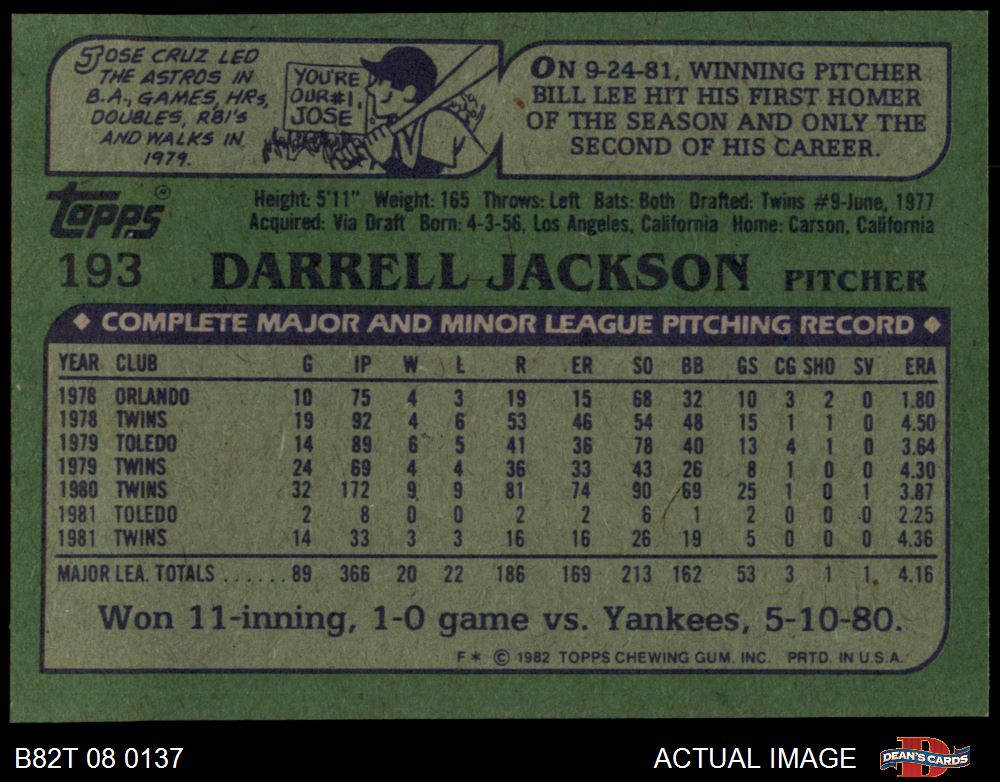 JOSE CRUZ LED
THE ASTROS IN
B.A., GAMES, HRs,
DOUBLES, RBI'S
AND WALKS IN
1979.
YOU'RE
OUR #1,
JOSE
ON 9-24-81, WINNING PITCHER
BILL LEE HIT HIS FIRST HOMER
OF THE SEASON AND ONLY THE
SECOND OF HIS CAREER.
Topps®
Height: 5'11" Weight: 165 Throws: Left Bats: Both Drafted: Twins #9-June, 1977
Acquired: Via Draft Born: 4-3-56, Los Angeles, California Home: Carson, California
193 DARRELL JACKSON PITCHER
◆ COMPLETE MAJOR AND MINOR LEAGUE PITCHING RECORD ◆
YEAR CLUB G IP W L R ER SO BB GS CG SHO SV ERA
1978 ORLANDO 10 75 4 3 19 15 68 32 10 3 2 0 1.80
1978 TWINS 19 92 4 6 53 46 54 48 15 1 1 0 4.50
1979 TOLEDO 14 89 6 5 41 36 78 40 13 4 1 0 3.64
1979 TWINS 24 69 4 4 36 33 43 26 8 1 0 0 4.30
1980 TWINS 32 172 9 9 81 74 90 69 25 1 0 1 3.87
1981 TOLEDO 2 8 0 0 2 2 6 1 2 0 0 0 2.25
1981 TWINS 14 33 3 3 16 16 26 19 5 0 0 0 4.36
MAJOR LEA. TOTALS ...... 89 366 20 22 186 169 213 162 53 3 1 1 4.16
Won 11-inning, 1-0 game vs. Yankees, 5-10-80.
F* © 1982 TOPPS CHEWING GUM. INC. PRTD. IN U.S.A.
B82T 08 0137 ACTUAL IMAGE DEAN'S CARDS